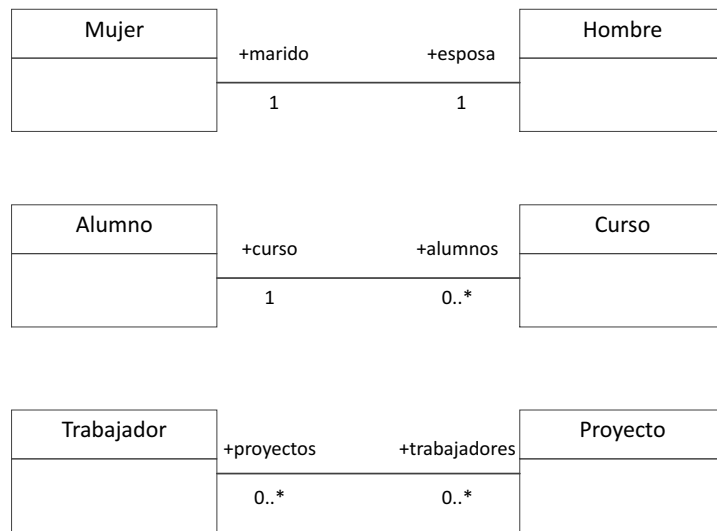 Mujer
Hombre
+marido
+esposa
1
1
Alumno
Curso
+curso
+alumnos
1
0..*
Trabajador
Proyecto
+proyectos
+trabajadores
0..*
0..*